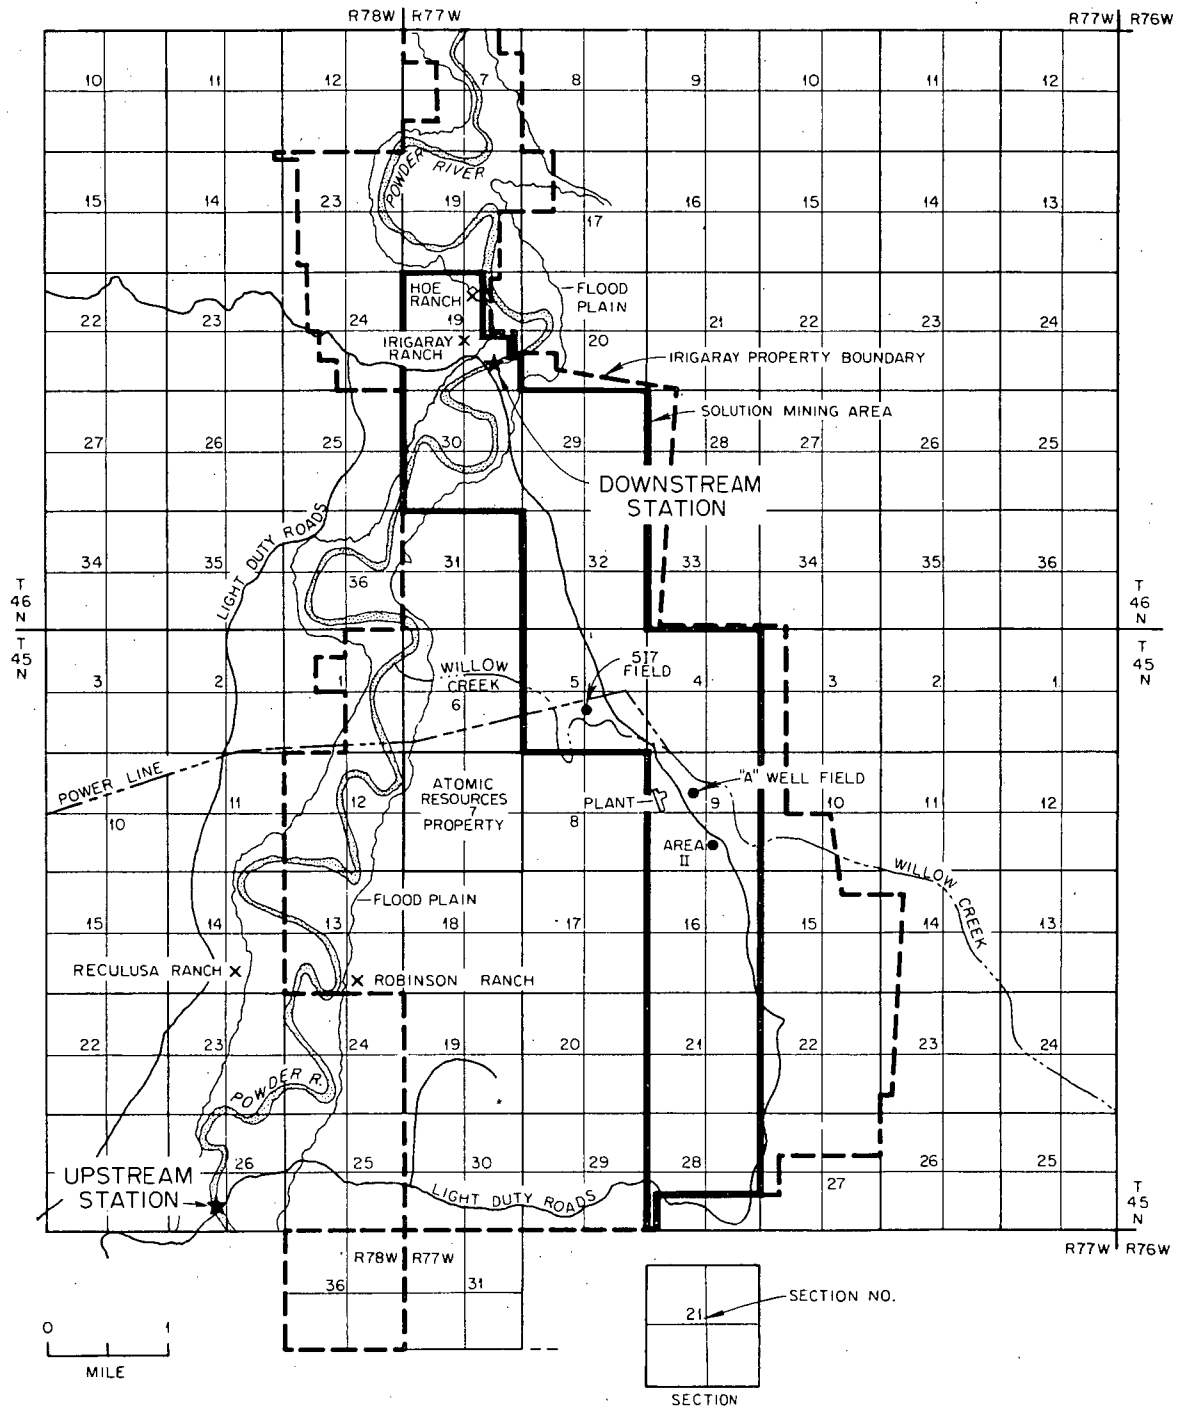 R78W R77W
R77W R76W
10 11 12 7 8 9 10 11 12
POWDER RIVER
15 14 23 19 17 16 15 14 13
HOE
RANCH
FLOOD
PLAIN
22 23 24 19 20 21 22 23 24
IRIGARAY
RANCH
IRIGARAY PROPERTY BOUNDARY
SOLUTION MINING AREA
27 26 25 30 29 28 27 26 25
DOWNSTREAM
STATION
LIGHT DUTY ROADS
34 35 36 31 32 33 34 35 36
T
46
N
T
46
N
T
45
N
T
45
N
WILLOW
CREEK
517
FIELD
3 2 1 6 5 4 3 2 1
POWER LINE
"A" WELL FIELD
ATOMIC
RESOURCES
7
PROPERTY
PLANT
10 11 12 8 9 10 11 12
AREA
II
WILLOW
CREEK
FLOOD PLAIN
15 14 13 18 17 16 15 14 13
RECULUSA RANCH
ROBINSON RANCH
22 23 24 19 20 21 22 23 24
POWDER R.
UPSTREAM
STATION
26 25 30 29 28 27 26 25
LIGHT DUTY ROADS
T
45
N
R78W R77W
R77W R76W
36 31
21
SECTION NO.
SECTION
0 1
MILE